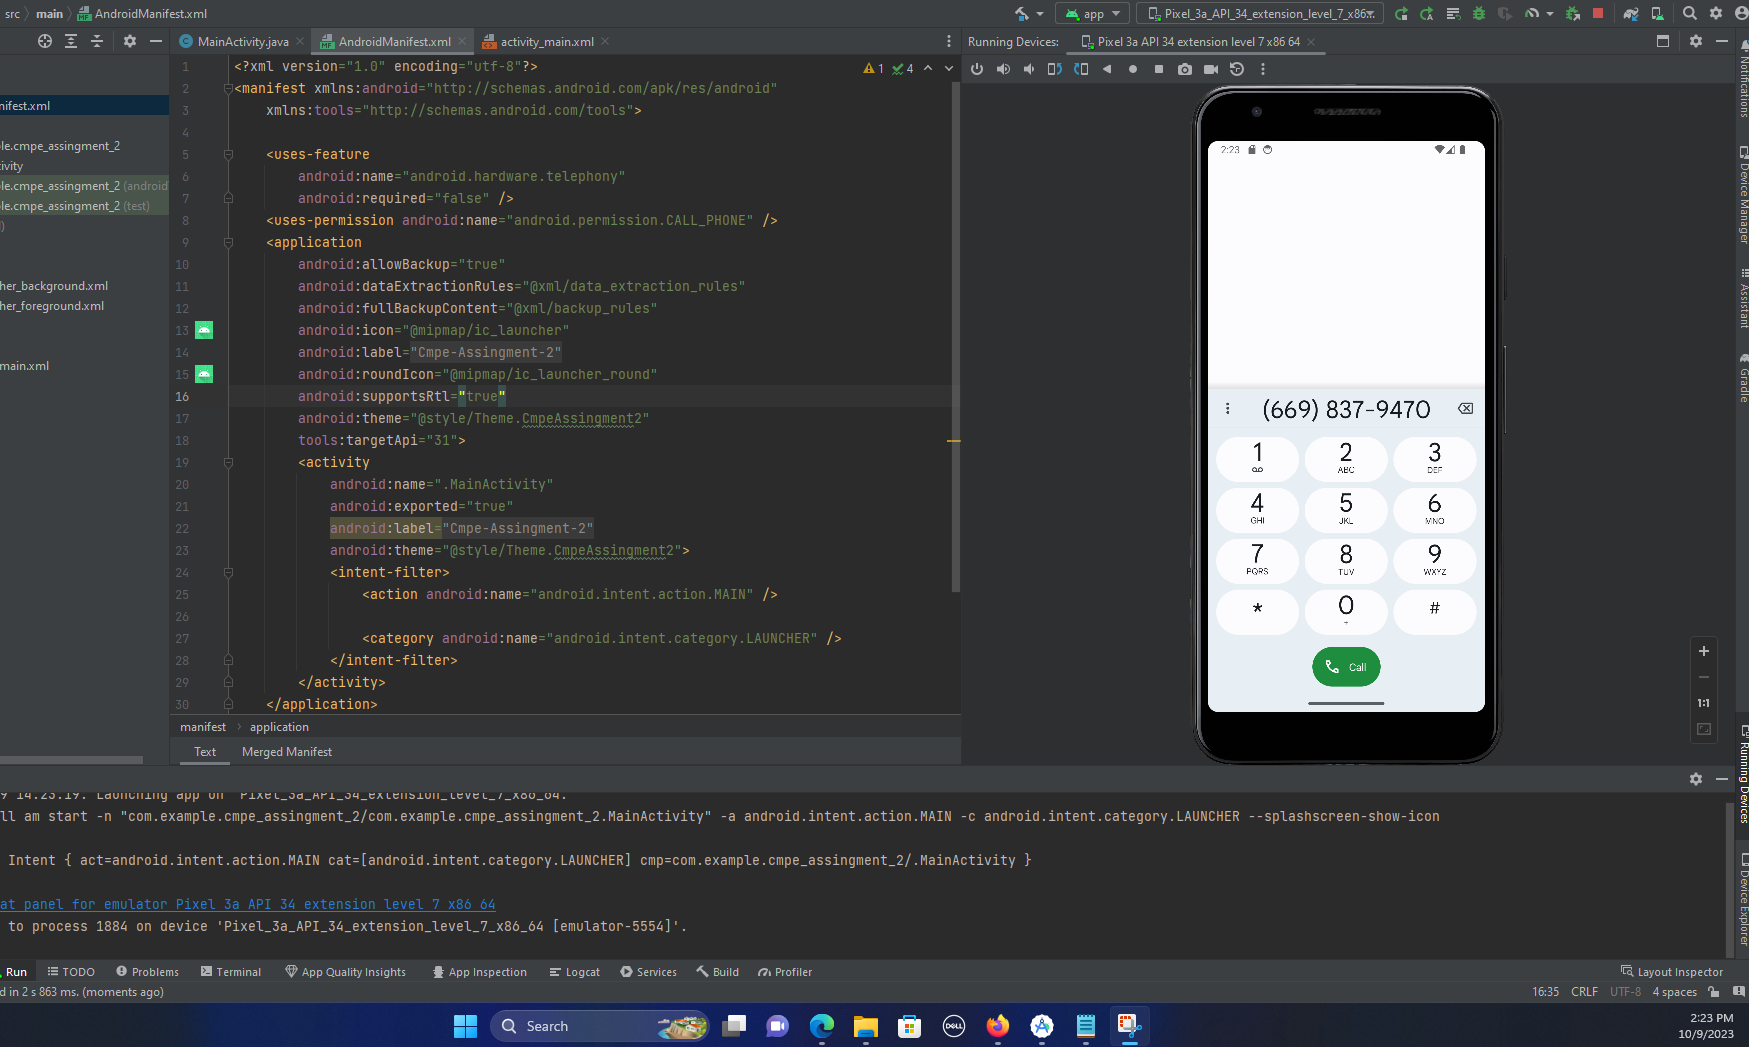 src main AndroidManifest.xml
app Pixel_3a_API_34_extension_level_7_x86
MainActivity.java AndroidManifest.xml activity_main.xml
Running Devices: Pixel 3a API 34 extension level 7 x86 64
nifest.xml
le.cmpe_assingment_2
ivity
le.cmpe_assingment_2 (android
le.cmpe_assingment_2 (test)
)
her_background.xml
her_foreground.xml
main.xml
1 <?xml version="1.0" encoding="utf-8"?>
2 <manifest xmlns:android="http://schemas.android.com/apk/res/android"
3 xmlns:tools="http://schemas.android.com/tools">
4
5 <uses-feature
6 android:name="android.hardware.telephony"
7 android:required="false" />
8 <uses-permission android:name="android.permission.CALL_PHONE" />
9 <application
10 android:allowBackup="true"
11 android:dataExtractionRules="@xml/data_extraction_rules"
12 android:fullBackupContent="@xml/backup_rules"
13 android:icon="@mipmap/ic_launcher"
14 android:label="Cmpe-Assingment-2"
15 android:roundIcon="@mipmap/ic_launcher_round"
16 android:supportsRtl="true"
17 android:theme="@style/Theme.CmpeAssingment2"
18 tools:targetApi="31">
19 <activity
20 android:name=".MainActivity"
21 android:exported="true"
22 android:label="Cmpe-Assingment-2"
23 android:theme="@style/Theme.CmpeAssingment2">
24 <intent-filter>
25 <action android:name="android.intent.action.MAIN" />
26
27 <category android:name="android.intent.category.LAUNCHER" />
28 </intent-filter>
29 </activity>
30 </application>
1 4
manifest application
Text Merged Manifest
2:23
(669) 837-9470
1 2 ABC 3 DEF
4 GHI 5 JKL 6 MNO
7 PQRS 8 TUV 9 WXYZ
* 0 + #
Call
1:1
Notifications
Device Manager
Assistant
Gradle
Running Devices
Device Explorer
9 14:23:19: Launching app on 'Pixel_3a_API_34_extension_level_7_x86_64.
ll am start -n "com.example.cmpe_assingment_2/com.example.cmpe_assingment_2.MainActivity" -a android.intent.action.MAIN -c android.intent.category.LAUNCHER --splashscreen-show-icon
Intent { act=android.intent.action.MAIN cat=[android.intent.category.LAUNCHER] cmp=com.example.cmpe_assingment_2/.MainActivity }
at panel for emulator Pixel 3a API 34 extension level 7 x86 64
to process 1884 on device 'Pixel_3a_API_34_extension_level_7_x86_64 [emulator-5554]'.
Run TODO Problems Terminal App Quality Insights App Inspection Logcat Services Build Profiler Layout Inspector
d in 2 s 863 ms. (moments ago) 16:35 CRLF UTF-8 4 spaces
Search
DELL
2:23 PM
10/9/2023